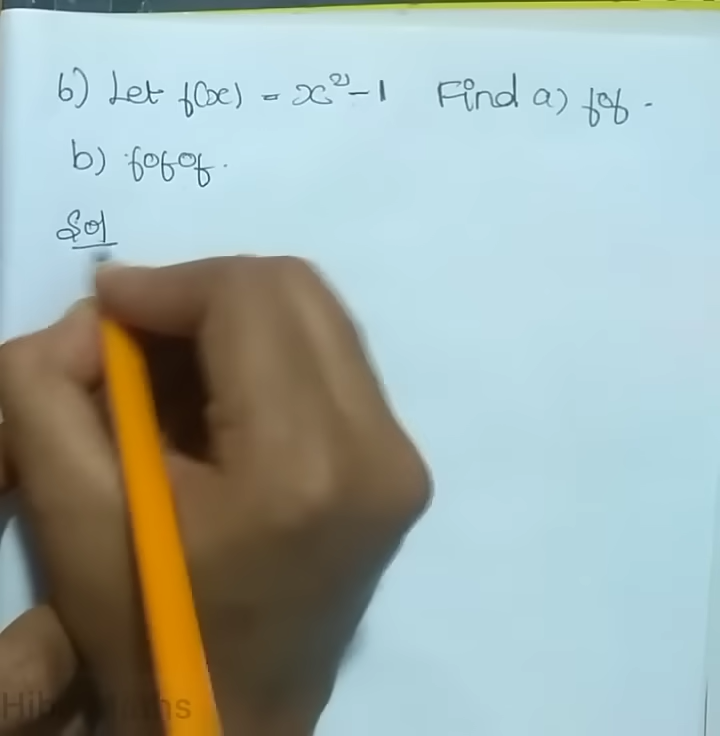 6) Let f(x) = x²-1 Find a) fof.
b) fofof.
Sol